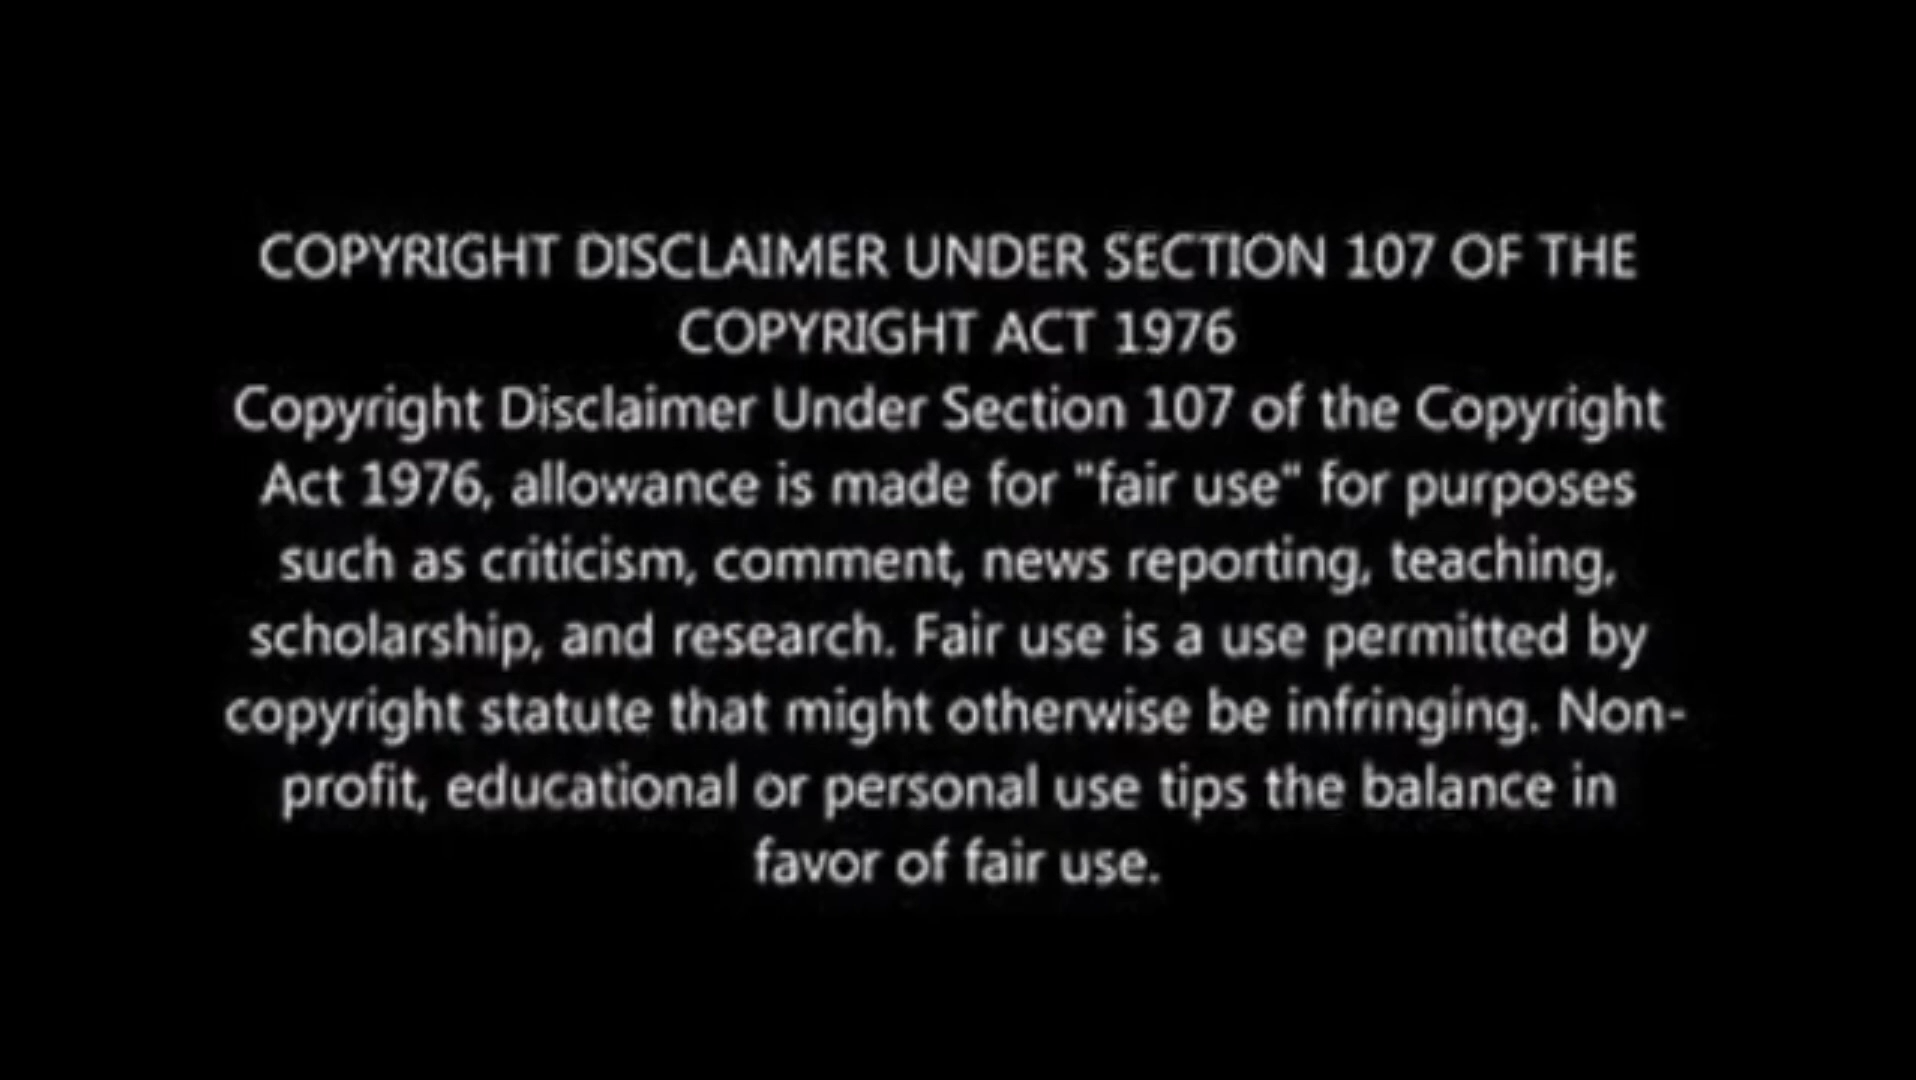 COPYRIGHT DISCLAIMER UNDER SECTION 107 OF THE
COPYRIGHT ACT 1976
Copyright Disclaimer Under Section 107 of the Copyright
Act 1976, allowance is made for "fair use" for purposes
such as criticism, comment, news reporting, teaching,
scholarship, and research. Fair use is a use permitted by
copyright statute that might otherwise be infringing. Non-
profit, educational or personal use tips the balance in
favor of fair use.